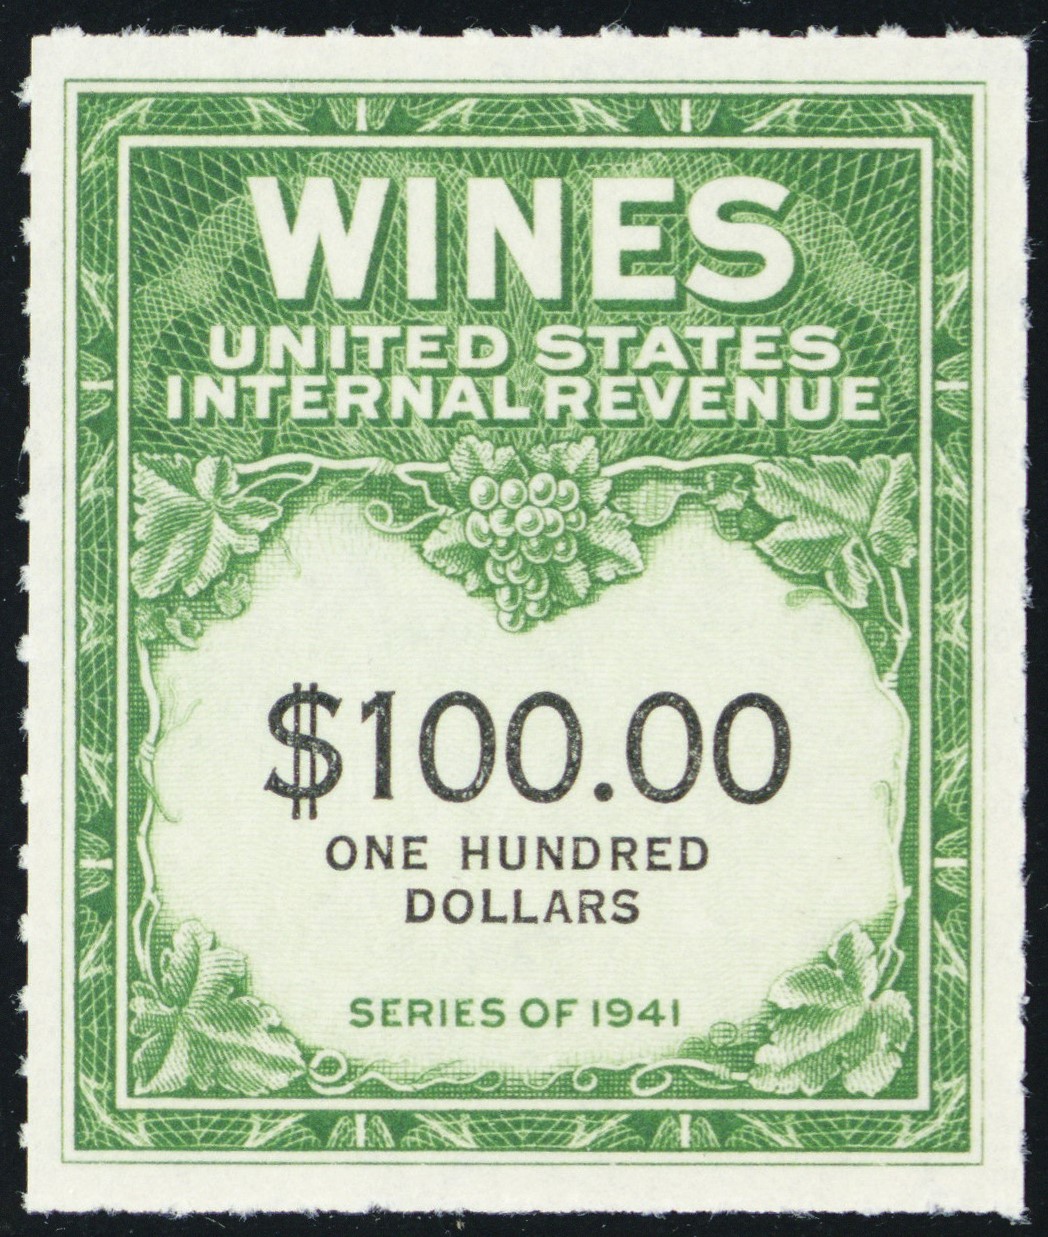 WINES
UNITED STATES
INTERNAL REVENUE
$100.00
ONE HUNDRED
DOLLARS
SERIES OF 1941